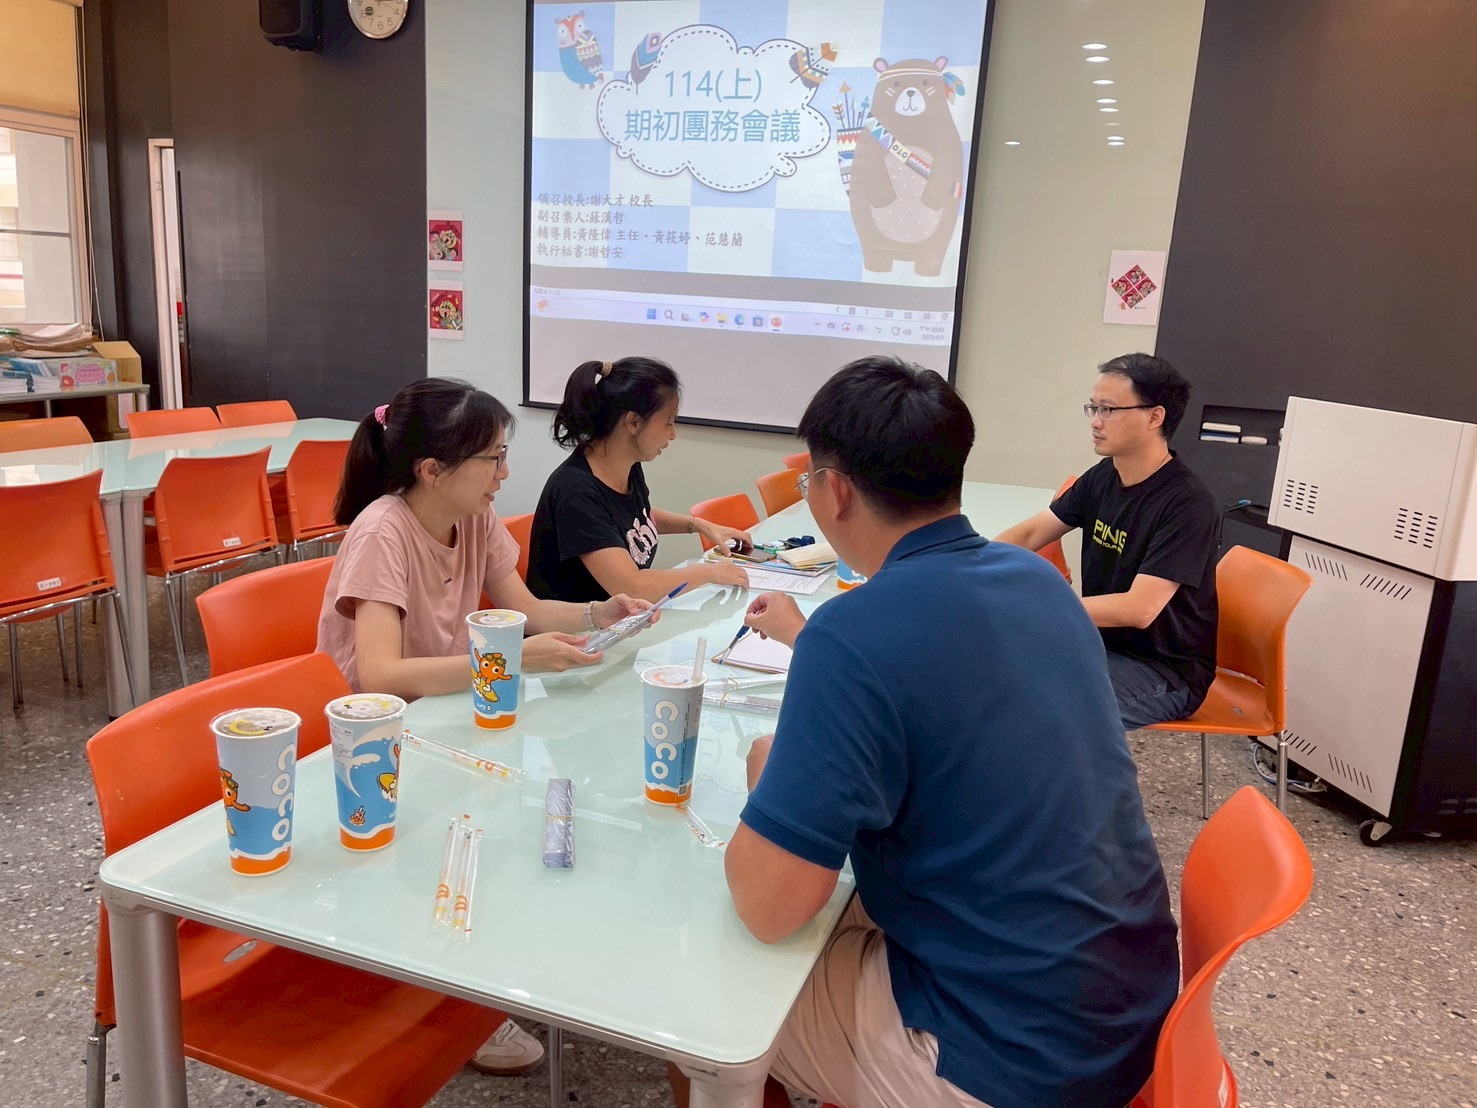 114(上)
期初團務會議
領召校長:謝大才 校長
副召集人:蘇漢哲
輔導員:黃隆偉 主任、黃筱婷、范慧蘭
執行秘書:謝哲安
OTO
PING
CoCo
CoCo